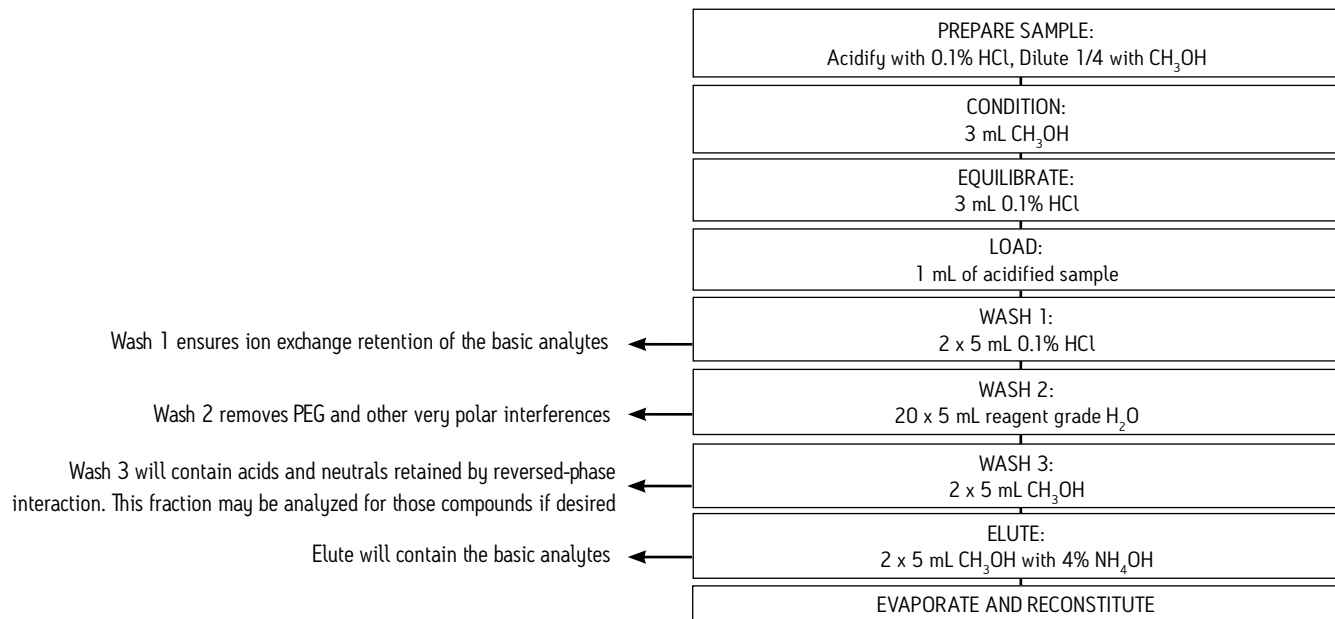 PREPARE SAMPLE:
Acidify with 0.1% HCl, Dilute 1/4 with CH₃OH
CONDITION:
3 mL CH₃OH
EQUILIBRATE:
3 mL 0.1% HCl
LOAD:
1 mL of acidified sample
Wash 1 ensures ion exchange retention of the basic analytes
WASH 1:
2 x 5 mL 0.1% HCl
Wash 2 removes PEG and other very polar interferences
WASH 2:
20 x 5 mL reagent grade H₂O
Wash 3 will contain acids and neutrals retained by reversed-phase
interaction. This fraction may be analyzed for those compounds if desired
WASH 3:
2 x 5 mL CH₃OH
Elute will contain the basic analytes
ELUTE:
2 x 5 mL CH₃OH with 4% NH₄OH
EVAPORATE AND RECONSTITUTE